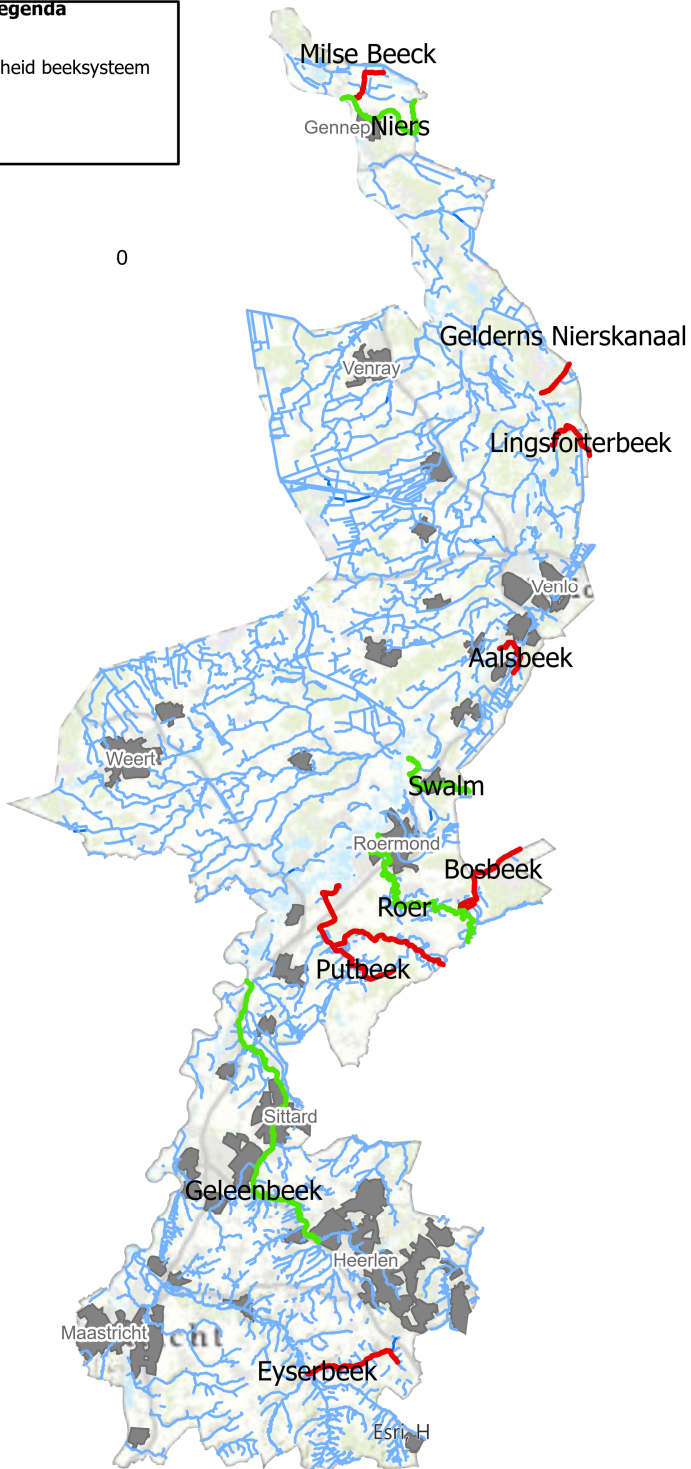 egenda
heid beeksysteem
Milse Beeck
Gennep
Niers
0
Gelderns Nierskanaal
Venray
Lingsforterbeek
Venlo
Aalsbeek
Weert
Swalm
Roermond
Bosbeek
Roer
Putbeek
Sittard
Geleenbeek
Heerlen
Maastricht
cht
Eyserbeek
Esri, H